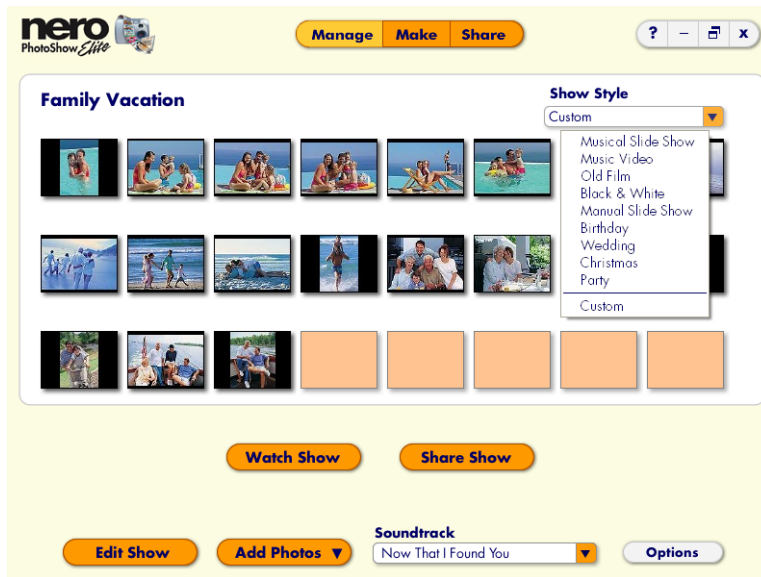 nero
PhotoShow Elite
Manage Make Share
? – x
Family Vacation
Show Style
Custom
Musical Slide Show
Music Video
Old Film
Black & White
Manual Slide Show
Birthday
Wedding
Christmas
Party
Custom
Watch Show Share Show
Soundtrack
Edit Show Add Photos Now That I Found You Options